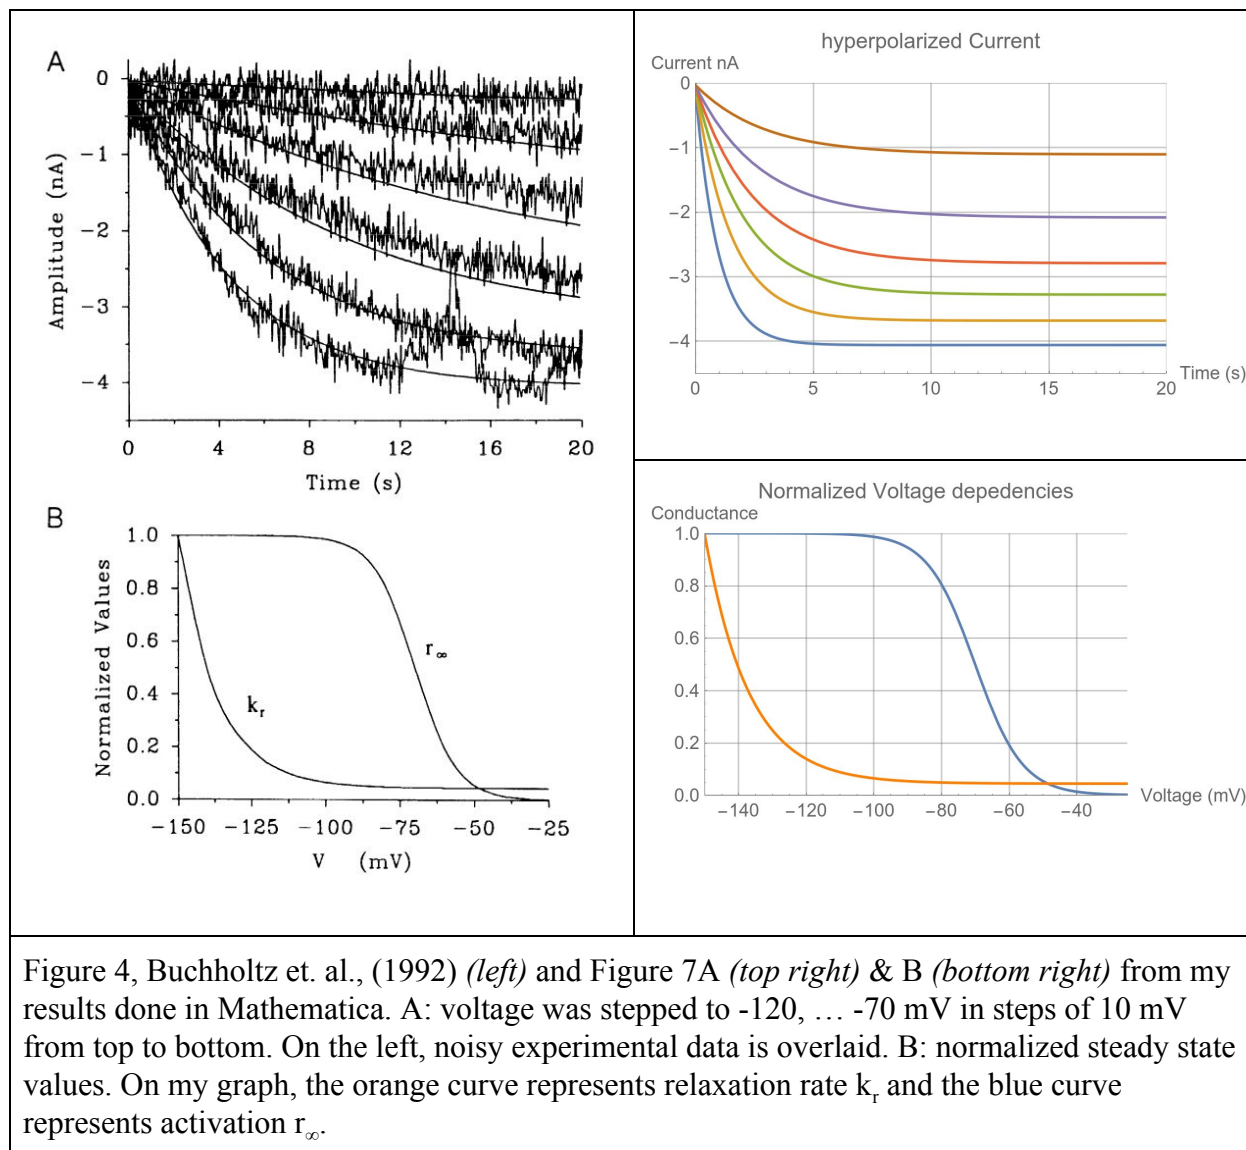 A
0
−1
−2
−3
−4
Amplitude (nA)
0 4 8 12 16 20
Time (s)
B
1.0
0.8
0.6
0.4
0.2
0.0
Normalized Values
kr
r∞
−150 −125 −100 −75 −50 −25
V (mV)
hyperpolarized Current
Current nA
0
−1
−2
−3
−4
0 5 10 15 20
Time (s)
Normalized Voltage depedencies
Conductance
1.0
0.8
0.6
0.4
0.2
0.0
−140 −120 −100 −80 −60 −40
Voltage (mV)
Figure 4, Buchholtz et. al., (1992) (left) and Figure 7A (top right) & B (bottom right) from my
results done in Mathematica. A: voltage was stepped to -120, … -70 mV in steps of 10 mV
from top to bottom. On the left, noisy experimental data is overlaid. B: normalized steady state
values. On my graph, the orange curve represents relaxation rate kr and the blue curve
represents activation r∞.